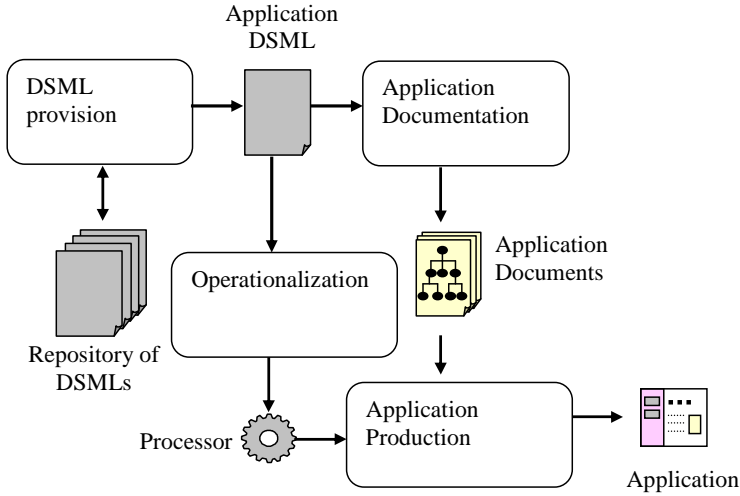 Application
DSML
DSML
provision
Application
Documentation
Application
Documents
Operationalization
Repository of
DSMLs
Processor
Application
Production
Application